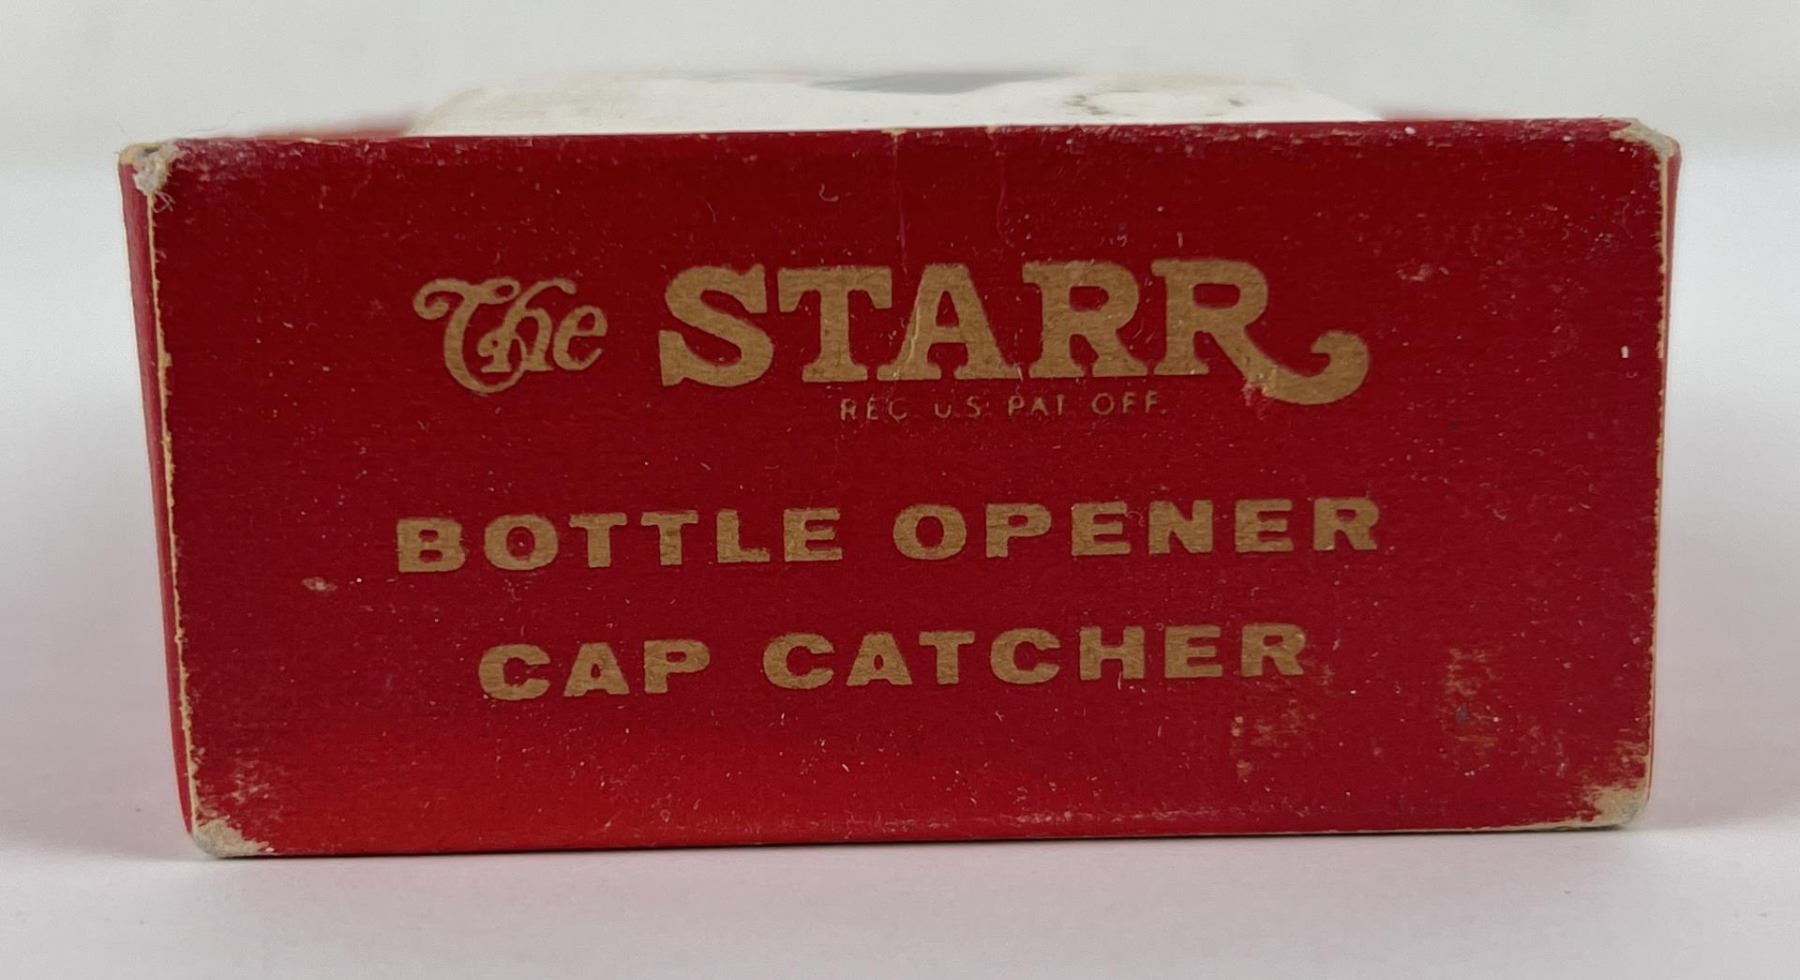 The STARR
REG. U.S. PAT. OFF.
BOTTLE OPENER
CAP CATCHER